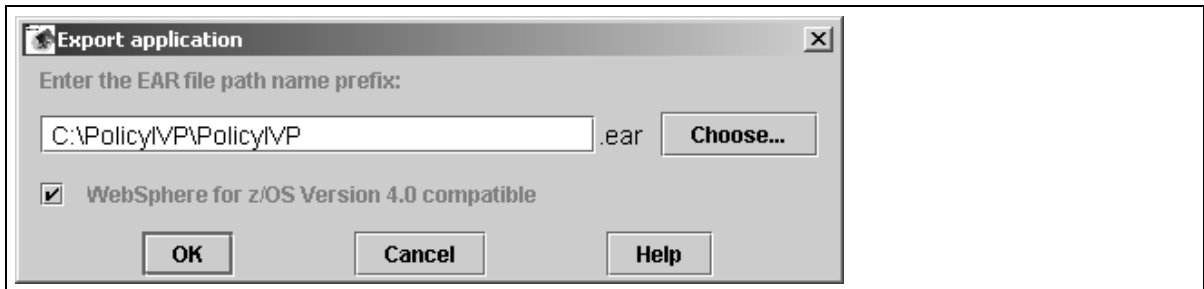 Export application
Enter the EAR file path name prefix:
C:\PolicyIVP\PolicyIVP .ear Choose...
WebSphere for z/OS Version 4.0 compatible
OK Cancel Help